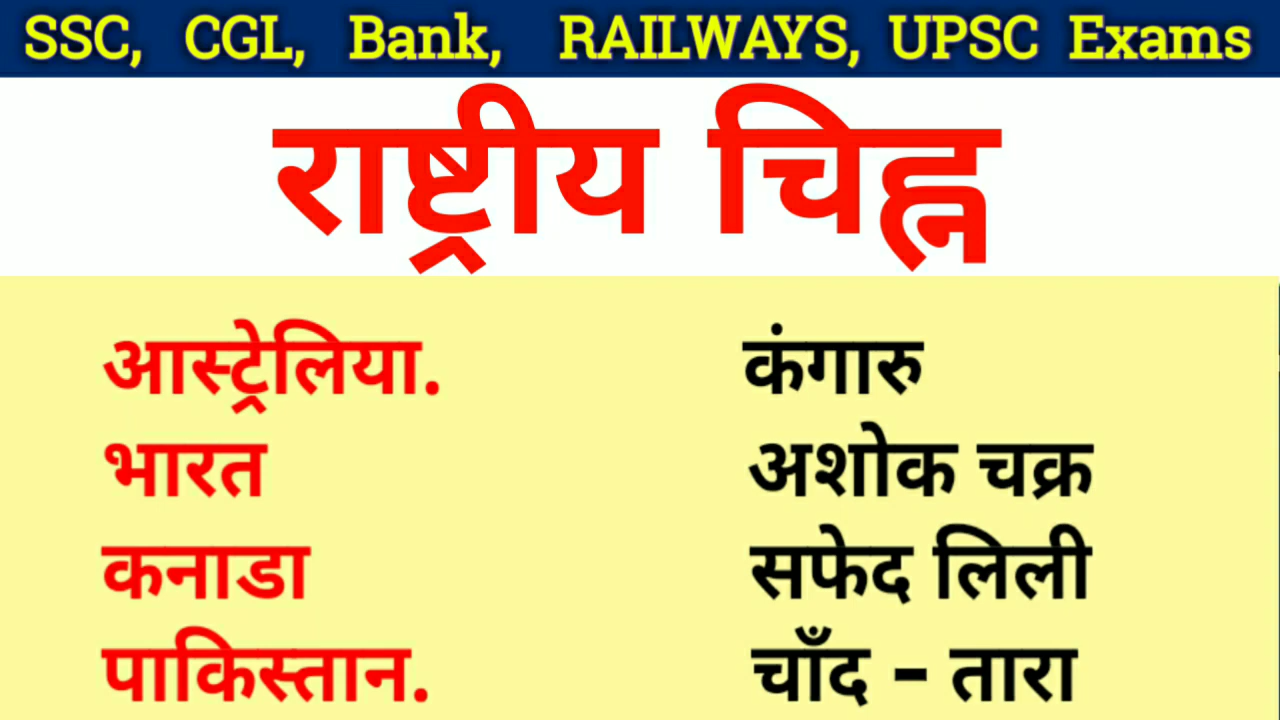 SSC, CGL, Bank, RAILWAYS, UPSC Exams
राष्ट्रीय चिह्न
आस्ट्रेलिया. कंगारु
भारत अशोक चक्र
कनाडा सफेद लिली
पाकिस्तान. चाँद - तारा